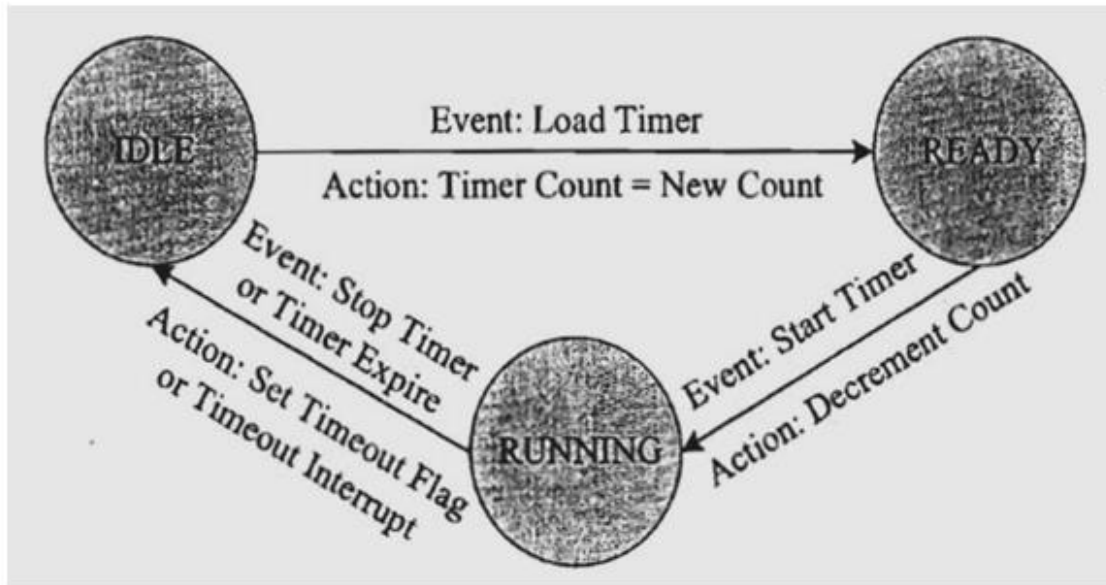 IDLE
Event: Load Timer
Action: Timer Count = New Count
READY
Event: Start Timer
Action: Decrement Count
RUNNING
Event: Stop Timer
or Timer Expire
Action: Set Timeout Flag
or Timeout Interrupt